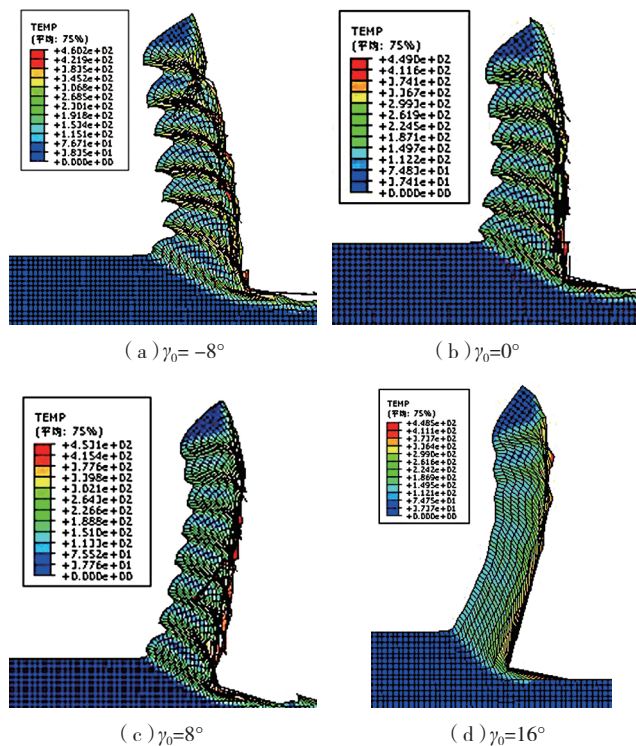 TEMP
(平均: 75%)
+4.602e+02
+4.219e+02
+3.835e+02
+3.452e+02
+3.068e+02
+2.685e+02
+2.301e+02
+1.918e+02
+1.534e+02
+1.151e+02
+7.671e+01
+3.835e+01
+0.000e+00
(a)γ₀= -8°
TEMP
(平均: 75%)
+4.490e+02
+4.116e+02
+3.741e+02
+3.367e+02
+2.993e+02
+2.619e+02
+2.245e+02
+1.871e+02
+1.497e+02
+1.122e+02
+7.483e+01
+3.741e+01
+0.000e+00
(b)γ₀=0°
TEMP
(平均: 75%)
+4.531e+02
+4.154e+02
+3.776e+02
+3.398e+02
+3.021e+02
+2.643e+02
+2.266e+02
+1.888e+02
+1.510e+02
+1.133e+02
+7.552e+01
+3.776e+01
+0.000e+00
(c)γ₀=8°
TEMP
(平均: 75%)
+4.485e+02
+4.111e+02
+3.737e+02
+3.364e+02
+2.990e+02
+2.616e+02
+2.242e+02
+1.869e+02
+1.495e+02
+1.121e+02
+7.475e+01
+3.737e+01
+0.000e+00
(d)γ₀=16°